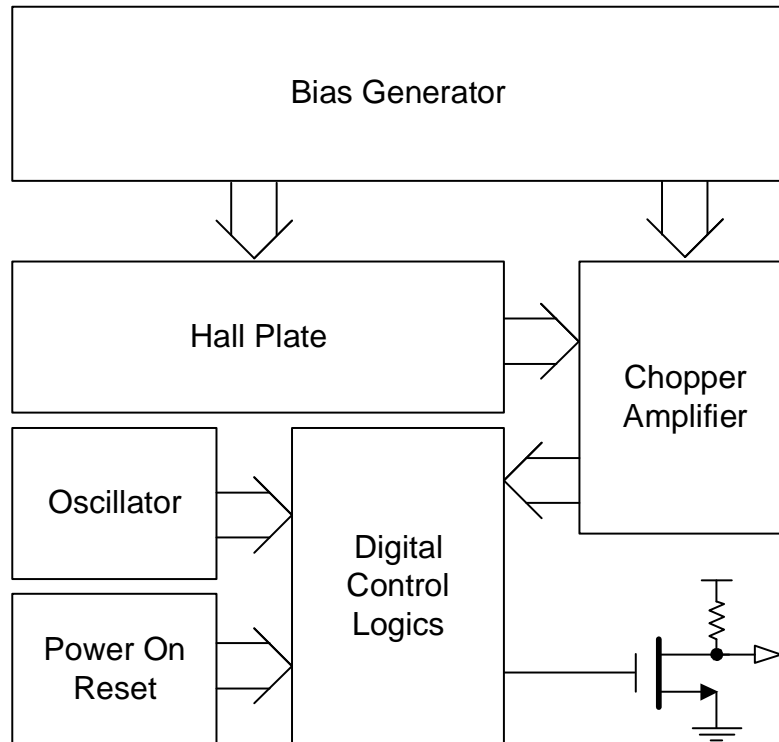 Bias Generator
Hall Plate
Chopper
Amplifier
Oscillator
Digital
Control
Logics
Power On
Reset